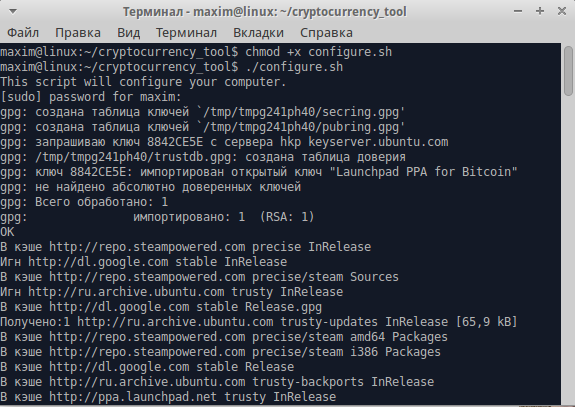 Терминал - maxim@linux: ~/cryptocurrency_tool
Файл Правка Вид Терминал Вкладки Справка
maxim@linux:~/cryptocurrency_tool$ chmod +x configure.sh
maxim@linux:~/cryptocurrency_tool$ ./configure.sh
This script will configure your computer.
[sudo] password for maxim:
gpg: создана таблица ключей `/tmp/tmpg241ph40/secring.gpg'
gpg: создана таблица ключей `/tmp/tmpg241ph40/pubring.gpg'
gpg: запрашиваю ключ 8842CE5E с сервера hkp keyserver.ubuntu.com
gpg: /tmp/tmpg241ph40/trustdb.gpg: создана таблица доверия
gpg: ключ 8842CE5E: импортирован открытый ключ "Launchpad PPA for Bitcoin"
gpg: не найдено абсолютно доверенных ключей
gpg: Всего обработано: 1
gpg:               импортировано: 1  (RSA: 1)
OK
В кэше http://repo.steampowered.com precise InRelease
Игн http://dl.google.com stable InRelease
В кэше http://repo.steampowered.com precise/steam Sources
Игн http://ru.archive.ubuntu.com trusty InRelease
В кэше http://dl.google.com stable Release.gpg
Получено:1 http://ru.archive.ubuntu.com trusty-updates InRelease [65,9 kB]
В кэше http://repo.steampowered.com precise/steam amd64 Packages
В кэше http://repo.steampowered.com precise/steam i386 Packages
В кэше http://dl.google.com stable Release
В кэше http://ru.archive.ubuntu.com trusty-backports InRelease
В кэше http://ppa.launchpad.net trusty InRelease